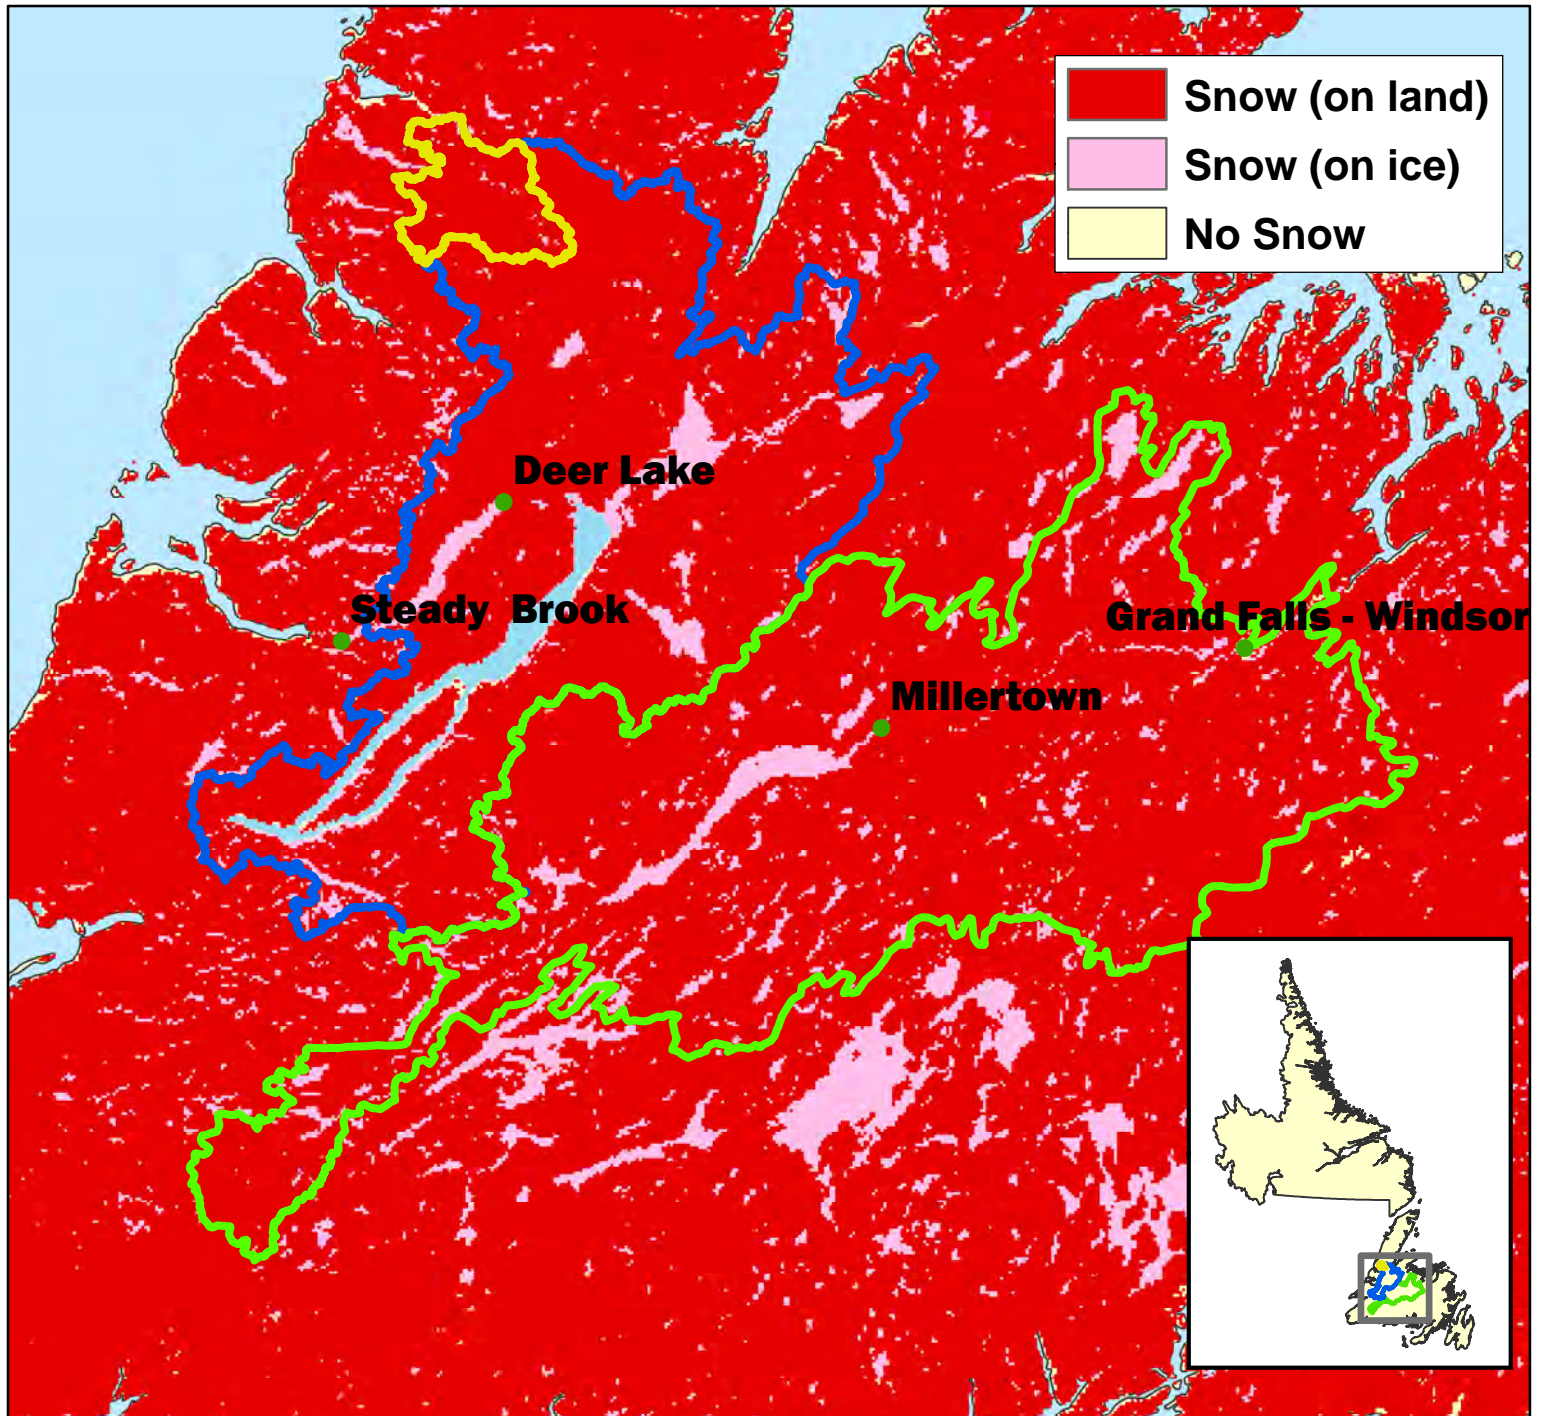 Snow (on land)
Snow (on ice)
No Snow
Deer Lake
Steady Brook
Grand Falls - Windsor
Millertown